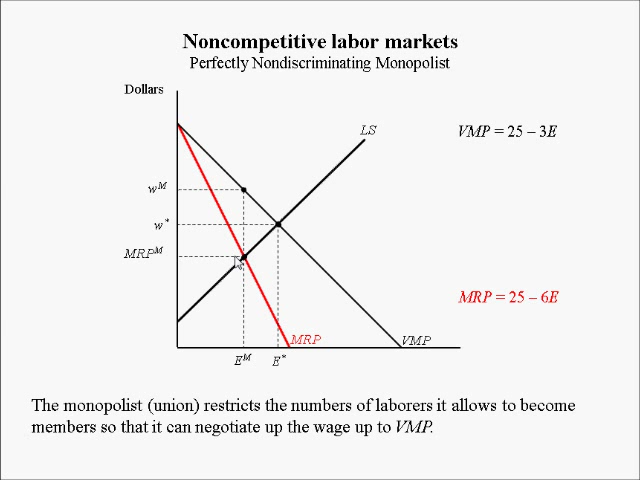 Noncompetitive labor markets
Perfectly Nondiscriminating Monopolist
Dollars
LS
VMP = 25 – 3E
w^M
w^*
MRP^M
MRP = 25 – 6E
MRP
VMP
E^M
E^*
The monopolist (union) restricts the numbers of laborers it allows to become
members so that it can negotiate up the wage up to VMP.